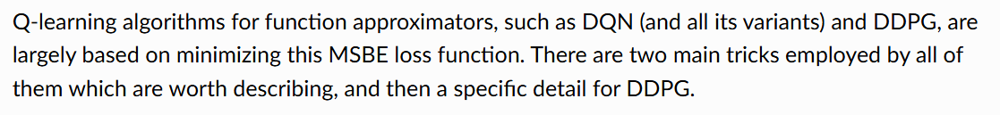 Q-learning algorithms for function approximators, such as DQN (and all its variants) and DDPG, are
largely based on minimizing this MSBE loss function. There are two main tricks employed by all of
them which are worth describing, and then a specific detail for DDPG.